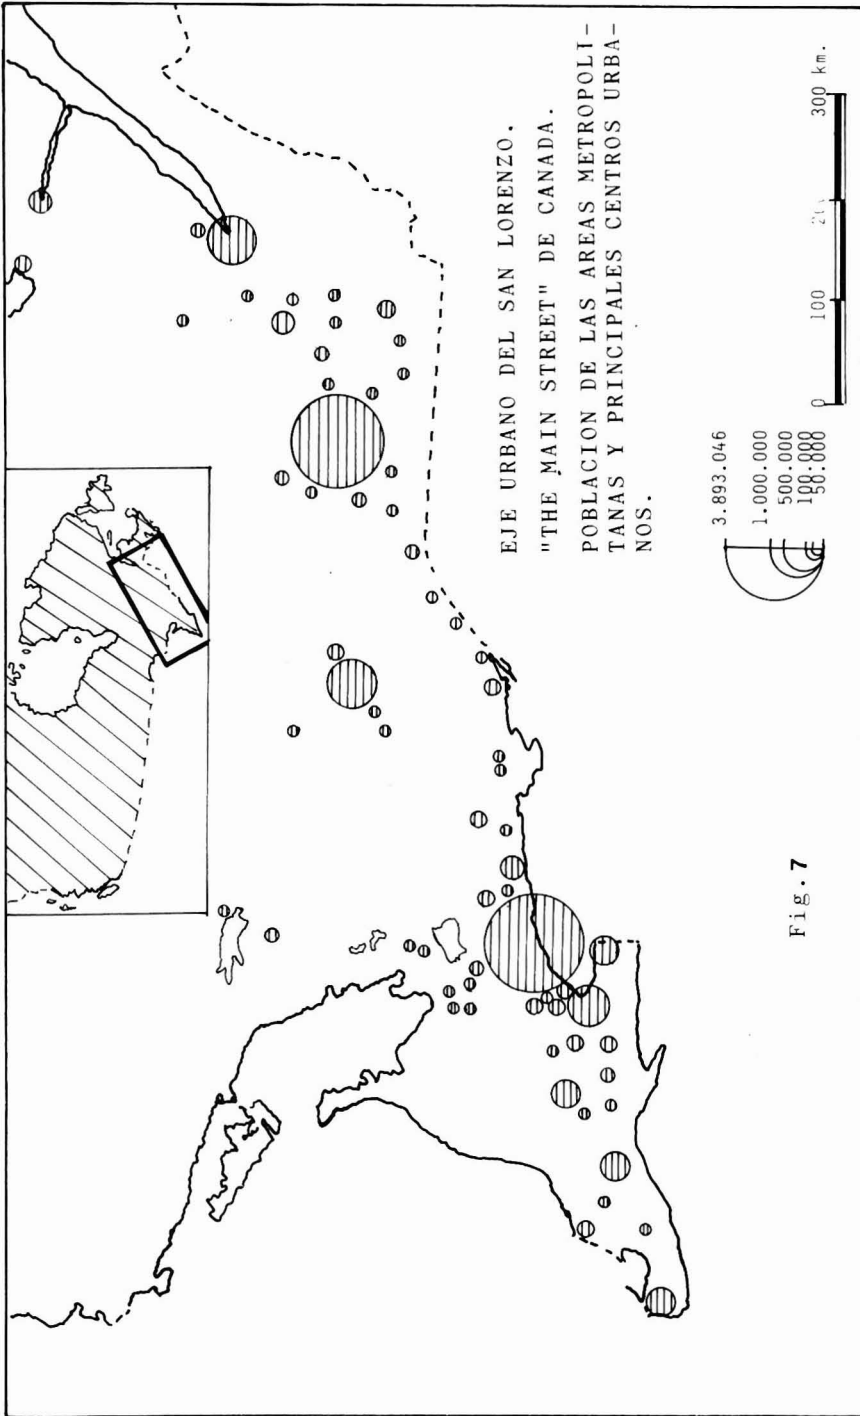 EJE URBANO DEL SAN LORENZO.
"THE MAIN STREET" DE CANADA.
POBLACION DE LAS AREAS METROPOLI-
TANAS Y PRINCIPALES CENTROS URBA-
NOS.
3.893.046
1.000.000
500.000
100.000
50.000
0 100 300 km.
Fig.7